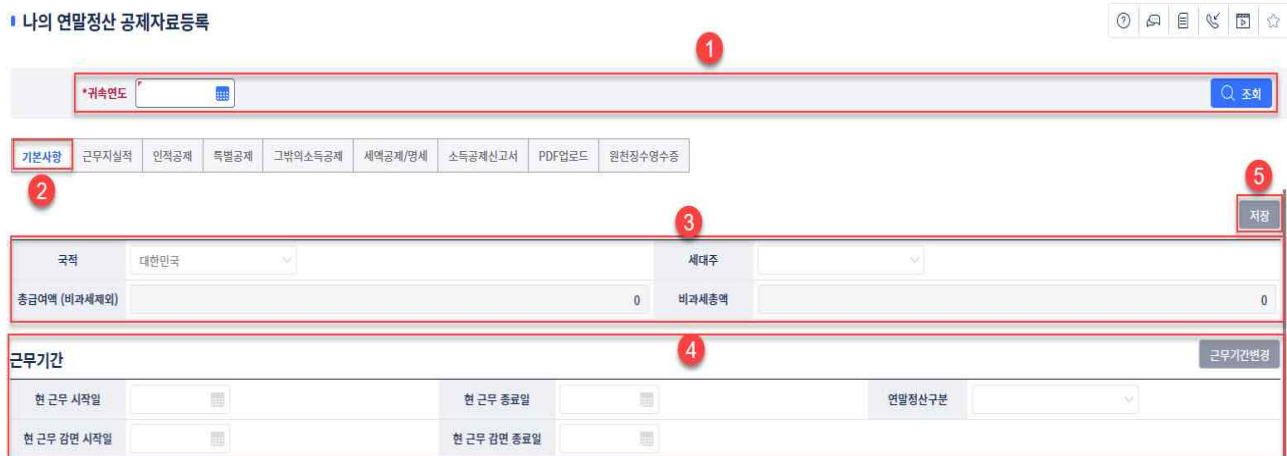 나의 연말정산 공제자료등록
1
*귀속연도 조회
기본사항 근무지실적 인적공제 특별공제 그밖의소득공제 세액공제/명세 소득공제신고서 PDF업로드 원천징수영수증
2 5
저장
3
국적 대한민국 세대주
총급여액 (비과세제외) 0 비과세총액 0
4
근무기간 근무기간변경
현 근무 시작일 현 근무 종료일 연말정산구분
현 근무 감면 시작일 현 근무 감면 종료일